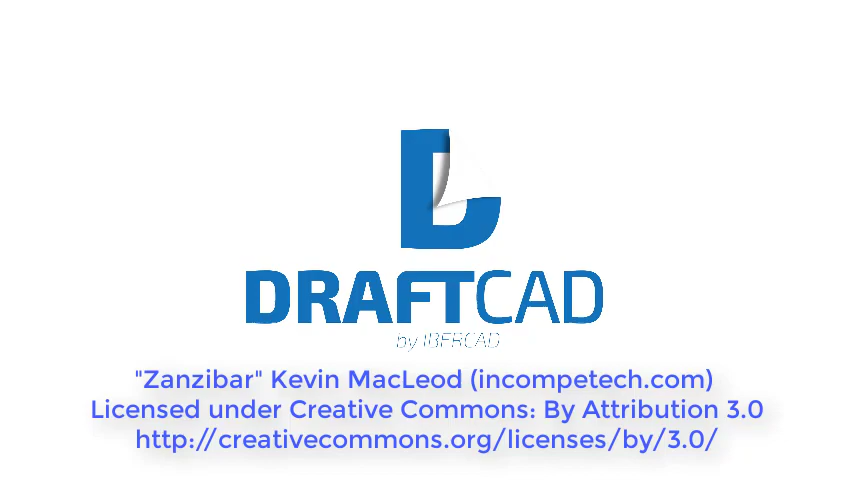 D
DRAFTCAD
by IBERCAD
"Zanzibar" Kevin MacLeod (incompetech.com)
Licensed under Creative Commons: By Attribution 3.0
http://creativecommons.org/licenses/by/3.0/